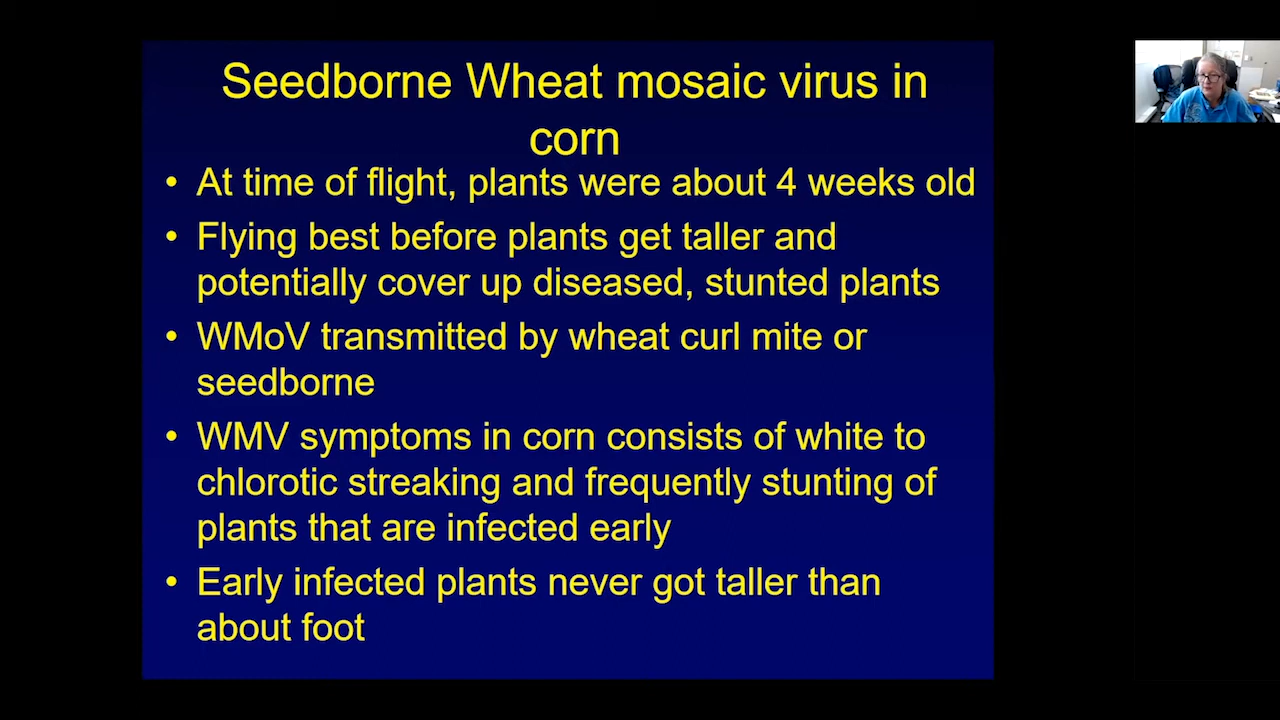 Seedborne Wheat mosaic virus in
corn
• At time of flight, plants were about 4 weeks old
• Flying best before plants get taller and
potentially cover up diseased, stunted plants
• WMoV transmitted by wheat curl mite or
seedborne
• WMV symptoms in corn consists of white to
chlorotic streaking and frequently stunting of
plants that are infected early
• Early infected plants never got taller than
about foot